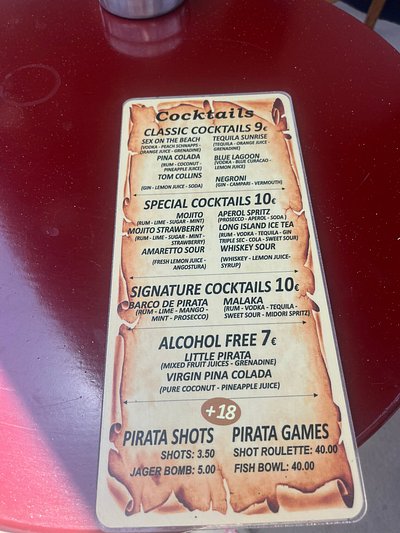 Cocktails
CLASSIC COCKTAILS 9€
SEX ON THE BEACH
(VODKA - PEACH SCHNAPPS -
ORANGE JUICE - GRENADINE)
TEQUILA SUNRISE
(TEQUILA - ORANGE JUICE -
GRENADINE)
PINA COLADA
(RUM - COCONUT -
PINEAPPLE JUICE)
BLUE LAGOON
(VODKA - BLUE CURACAO -
LEMON JUICE)
TOM COLLINS
(GIN - LEMON JUICE - SODA)
NEGRONI
(GIN - CAMPARI - VERMOUTH)
SPECIAL COCKTAILS 10€
MOJITO
(RUM - LIME - SUGAR - MINT)
APEROL SPRITZ
(PROSECCO - APEROL - SODA )
MOJITO STRAWBERRY
(RUM - LIME - SUGAR - MINT -
STRAWBERRY)
LONG ISLAND ICE TEA
(RUM - VODKA - TEQUILA - GIN
TRIPLE SEC - COLA - SWEET SOUR)
AMARETTO SOUR
(FRESH LEMON JUICE -
ANGOSTURA)
WHISKEY SOUR
(WHISKEY - LEMON JUICE-
SYRUP)
SIGNATURE COCKTAILS 10€
BARCO DE PIRATA
(RUM - LIME - MANGO -
MINT - PROSECCO)
MALAKA
(RUM - VODKA - TEQUILA -
SWEET SOUR - MIDORI SPRITZ)
ALCOHOL FREE 7€
LITTLE PIRATA
(MIXED FRUIT JUICES - GRENADINE)
VIRGIN PINA COLADA
(PURE COCONUT - PINEAPPLE JUICE)
+18
PIRATA SHOTS
SHOTS: 3.50
JAGER BOMB: 5.00
PIRATA GAMES
SHOT ROULETTE: 40.00
FISH BOWL: 40.00